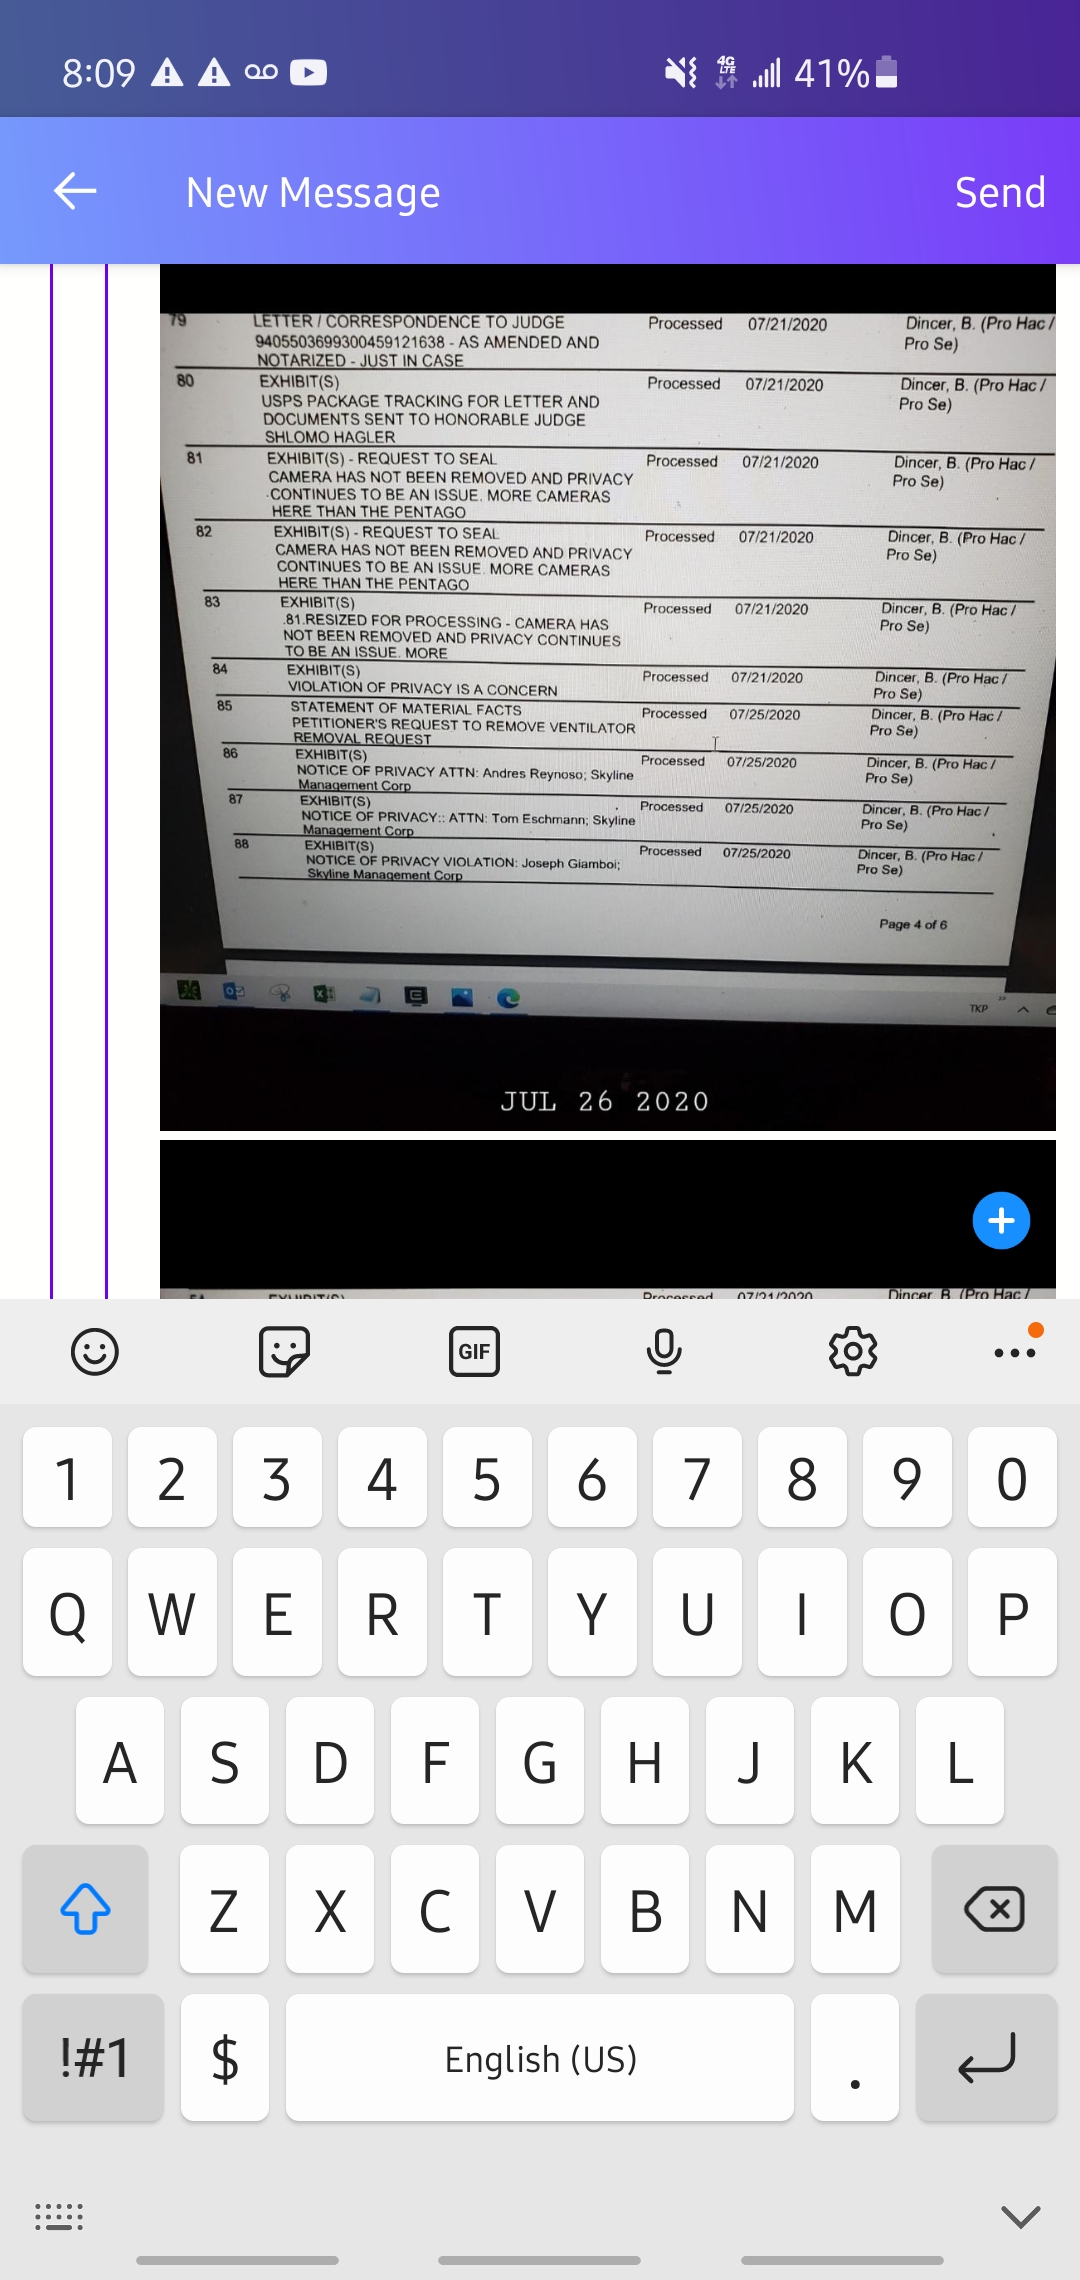 8:09
4G LTE 41%
New Message Send
79 LETTER / CORRESPONDENCE TO JUDGE Processed 07/21/2020 Dincer, B. (Pro Hac /
9405503699300459121638 - AS AMENDED AND Pro Se)
NOTARIZED - JUST IN CASE
80 EXHIBIT(S) Processed 07/21/2020 Dincer, B. (Pro Hac /
USPS PACKAGE TRACKING FOR LETTER AND Pro Se)
DOCUMENTS SENT TO HONORABLE JUDGE
SHLOMO HAGLER
81 EXHIBIT(S) - REQUEST TO SEAL Processed 07/21/2020 Dincer, B. (Pro Hac /
CAMERA HAS NOT BEEN REMOVED AND PRIVACY Pro Se)
CONTINUES TO BE AN ISSUE. MORE CAMERAS
HERE THAN THE PENTAGO
82 EXHIBIT(S) - REQUEST TO SEAL Processed 07/21/2020 Dincer, B. (Pro Hac /
CAMERA HAS NOT BEEN REMOVED AND PRIVACY Pro Se)
CONTINUES TO BE AN ISSUE. MORE CAMERAS
HERE THAN THE PENTAGO
83 EXHIBIT(S) Processed 07/21/2020 Dincer, B. (Pro Hac /
.81.RESIZED FOR PROCESSING - CAMERA HAS Pro Se)
NOT BEEN REMOVED AND PRIVACY CONTINUES
TO BE AN ISSUE. MORE
84 EXHIBIT(S) Processed 07/21/2020 Dincer, B. (Pro Hac /
VIOLATION OF PRIVACY IS A CONCERN Pro Se)
85 STATEMENT OF MATERIAL FACTS Processed 07/25/2020 Dincer, B. (Pro Hac /
PETITIONER'S REQUEST TO REMOVE VENTILATOR Pro Se)
REMOVAL REQUEST
86 EXHIBIT(S) Processed 07/25/2020 Dincer, B. (Pro Hac /
NOTICE OF PRIVACY ATTN: Andres Reynoso; Skyline Pro Se)
Management Corp
87 EXHIBIT(S) Processed 07/25/2020 Dincer, B. (Pro Hac /
NOTICE OF PRIVACY:: ATTN: Tom Eschmann; Skyline Pro Se)
Management Corp
88 EXHIBIT(S) Processed 07/25/2020 Dincer, B. (Pro Hac /
NOTICE OF PRIVACY VIOLATION: Joseph Giamboi; Pro Se)
Skyline Management Corp
Page 4 of 6
TKP
JUL 26 2020
EXHIBIT(S) Processed 07/21/2020 Dincer, B. (Pro Hac /
GIF
1 2 3 4 5 6 7 8 9 0
Q W E R T Y U I O P
A S D F G H J K L
Z X C V B N M
!#1 $ English (US) .